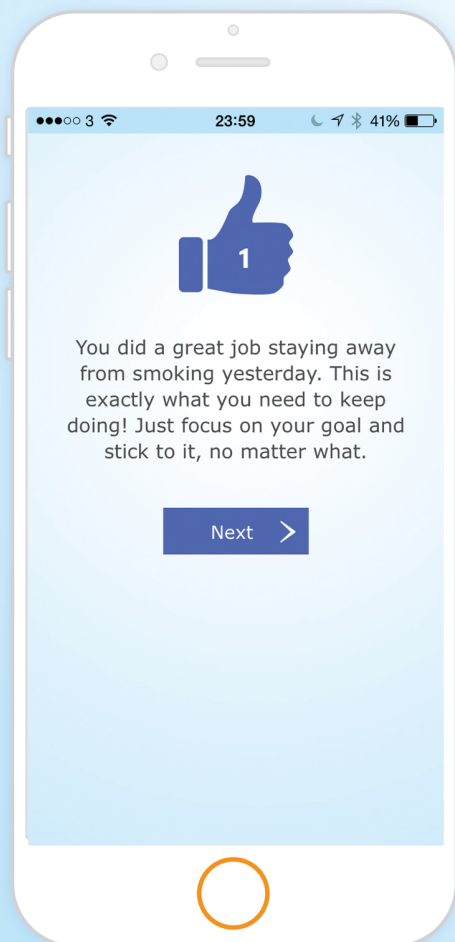 3 23:59 41%
1
You did a great job staying away
from smoking yesterday. This is
exactly what you need to keep
doing! Just focus on your goal and
stick to it, no matter what.
Next